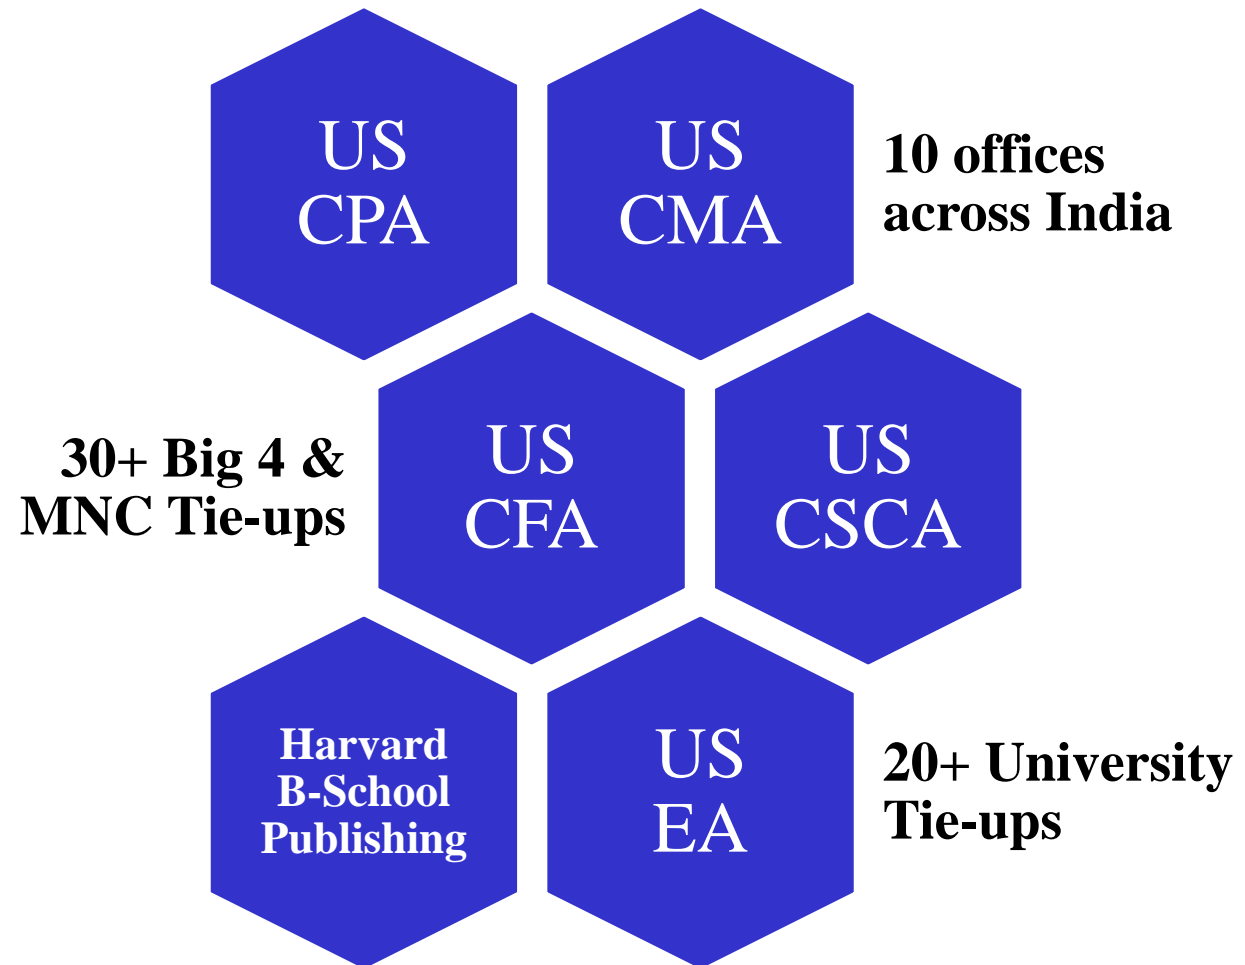 US
CPA
US
CMA
10 offices
across India
30+ Big 4 &
MNC Tie-ups
US
CFA
US
CSCA
Harvard
B-School
Publishing
US
EA
20+ University
Tie-ups